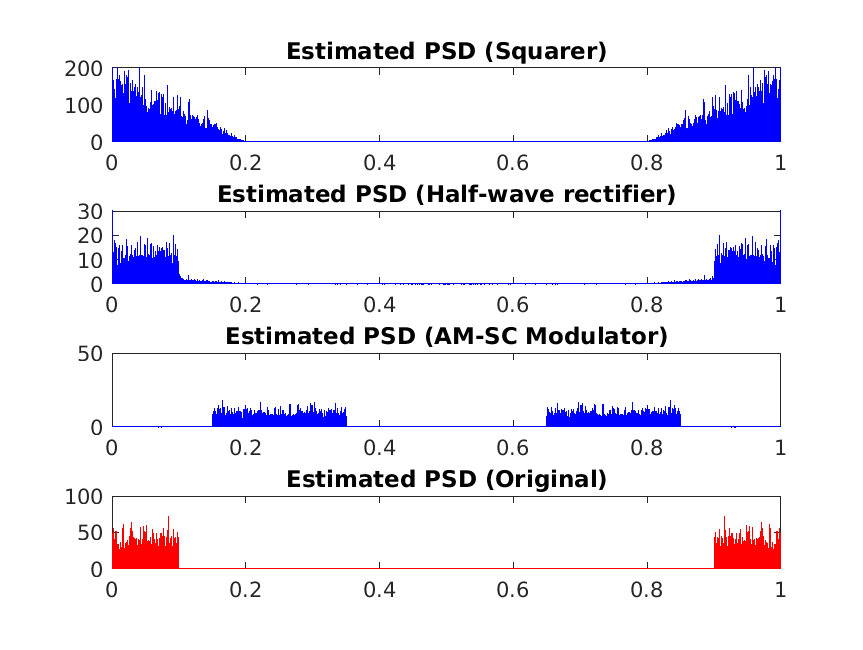 Estimated PSD (Squarer)
200
100
0
0 0.2 0.4 0.6 0.8 1
Estimated PSD (Half-wave rectifier)
30
20
10
0
0 0.2 0.4 0.6 0.8 1
Estimated PSD (AM-SC Modulator)
50
0
0 0.2 0.4 0.6 0.8 1
Estimated PSD (Original)
100
50
0
0 0.2 0.4 0.6 0.8 1